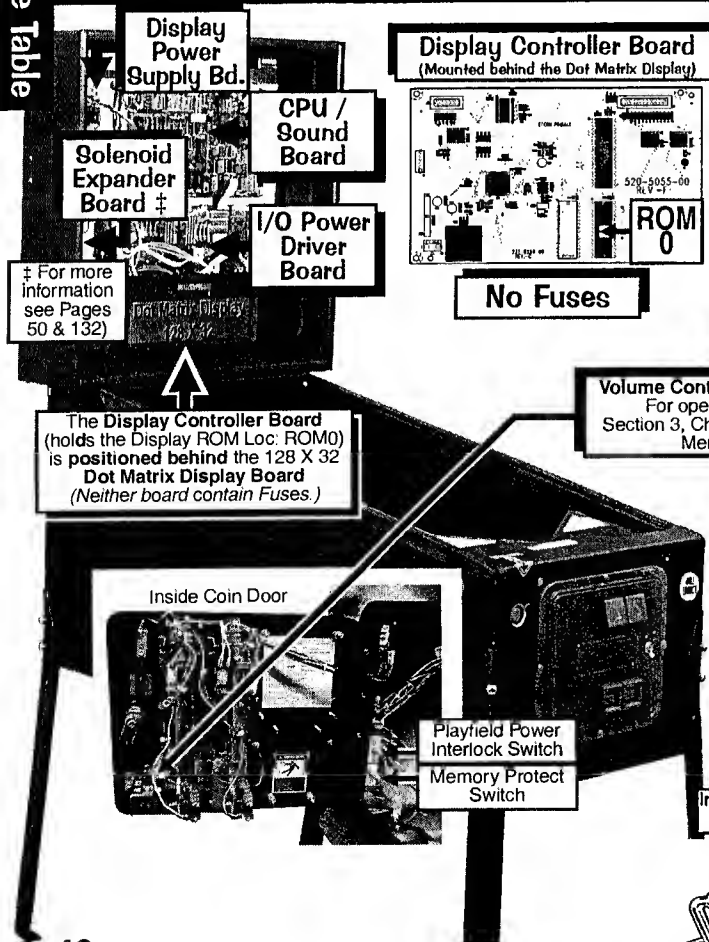 e Table
Display
Power
Supply Bd.
CPU /
Sound
Board
Solenoid
Expander
Board ‡
I/O Power
Driver
Board
‡ For more
information
see Pages
50 & 132)
Dot Matrix Display
128 X 32
The Display Controller Board
(holds the Display ROM Loc: ROM0)
is positioned behind the 128 X 32
Dot Matrix Display Board
(Neither board contain Fuses.)
Display Controller Board
(Mounted behind the Dot Matrix Display)
520-5055-00
REV -F
ROM
0
No Fuses
Volume Cont
For ope
Section 3, Ch
Me
Inside Coin Door
Playfield Power
Interlock Switch
Memory Protect
Switch